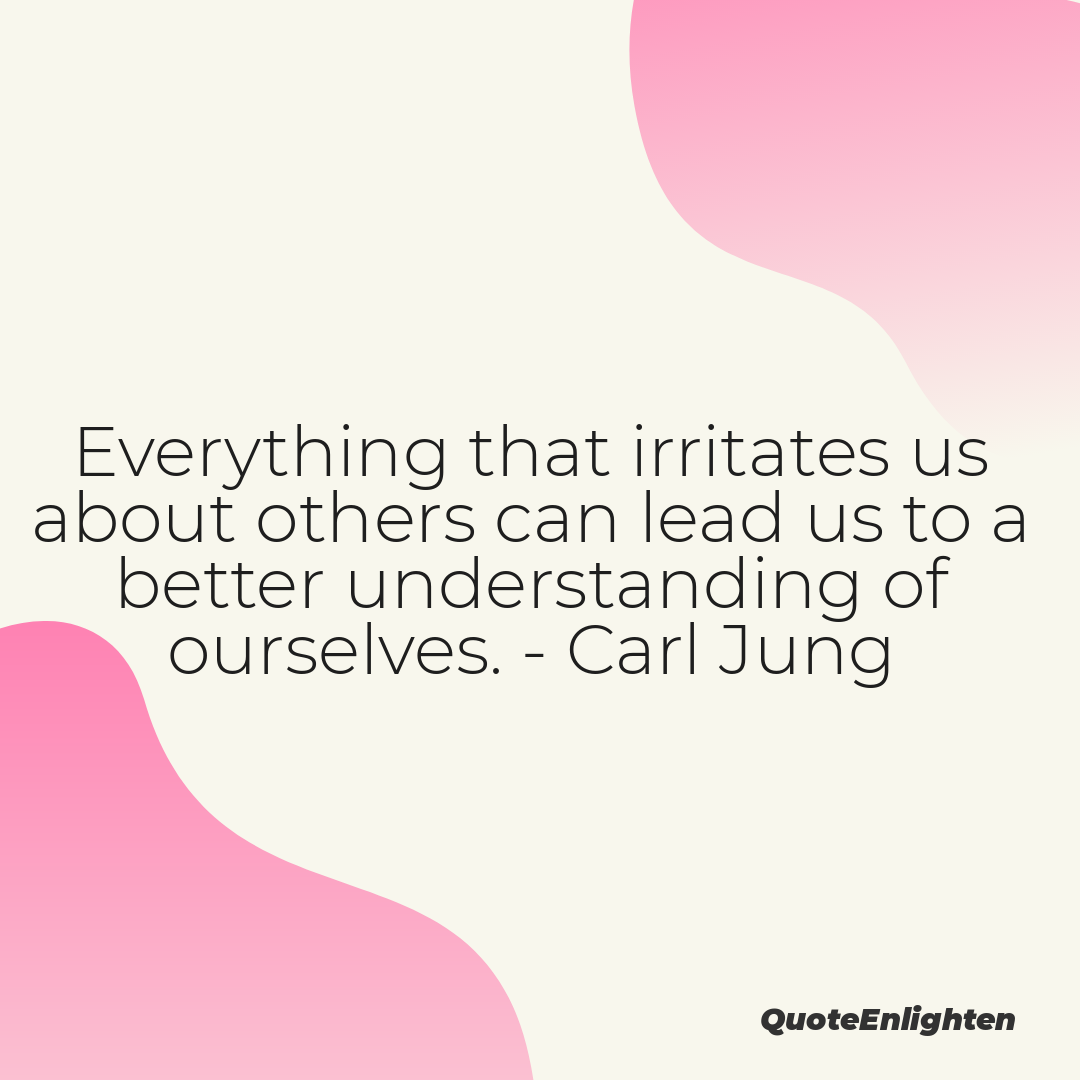 Everything that irritates us
about others can lead us to a
better understanding of
ourselves. - Carl Jung
QuoteEnlighten